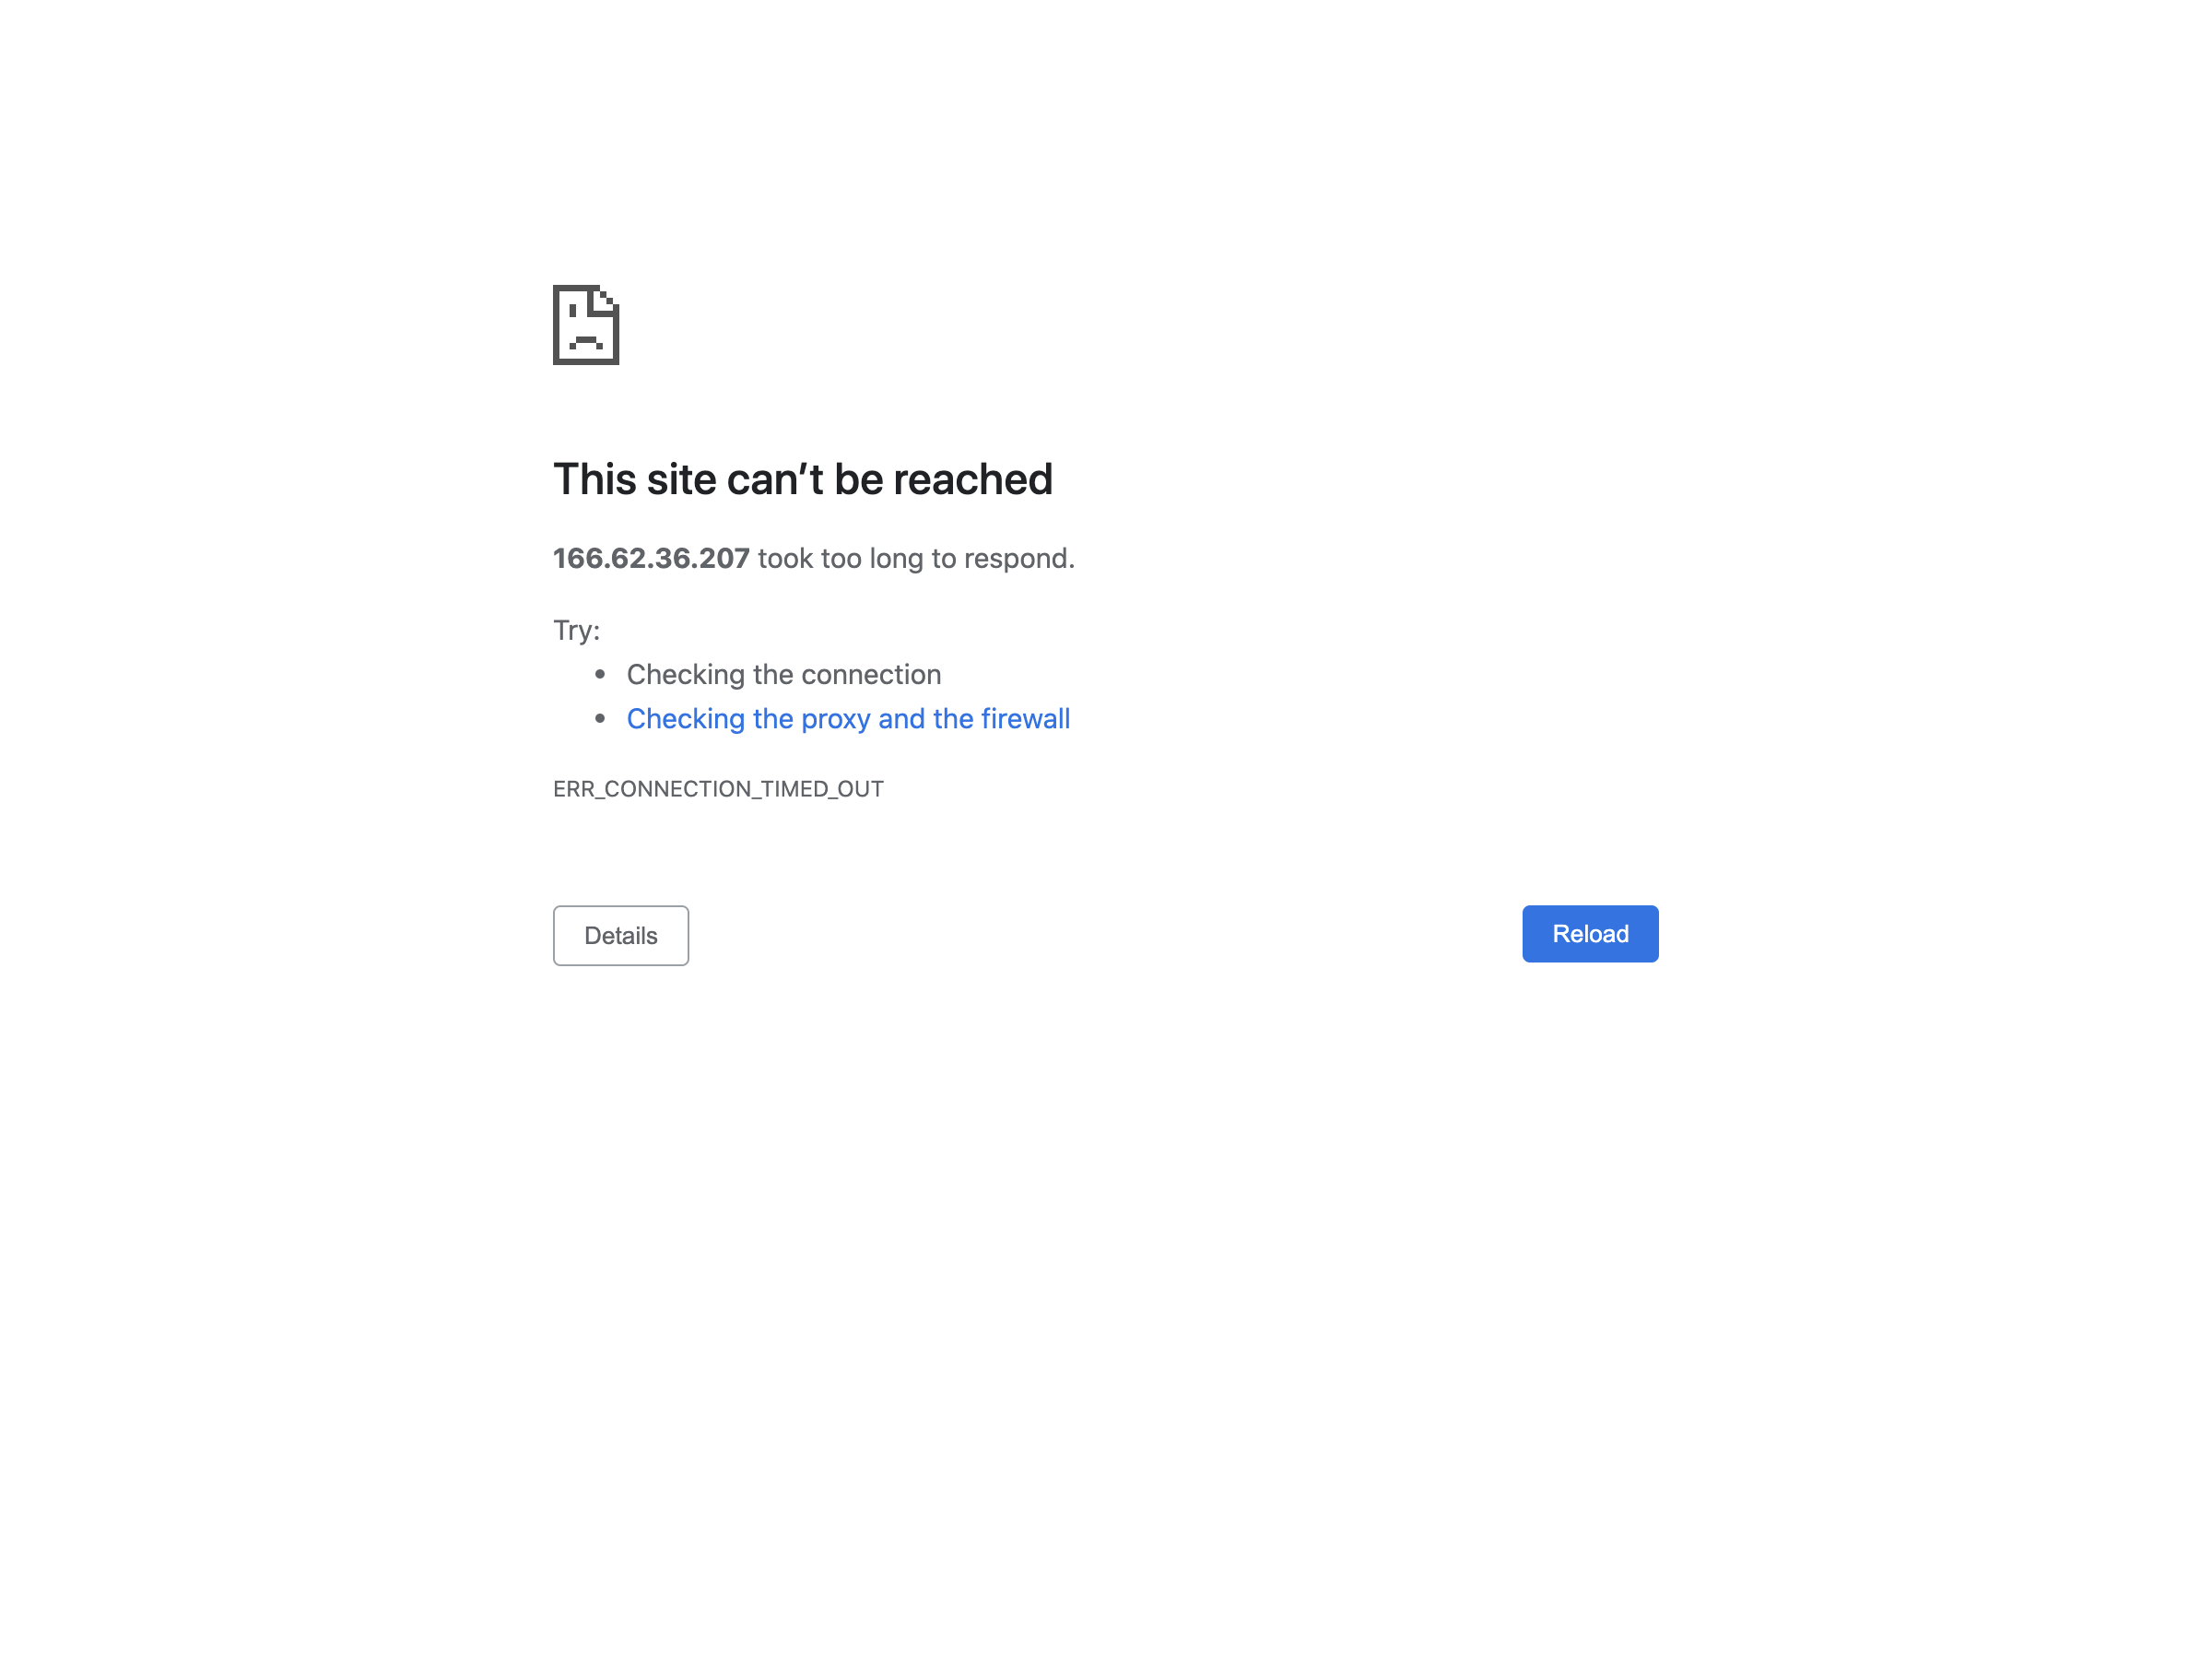 This site can’t be reached
166.62.36.207 took too long to respond.
Try:
• Checking the connection
• Checking the proxy and the firewall
ERR_CONNECTION_TIMED_OUT
Details
Reload